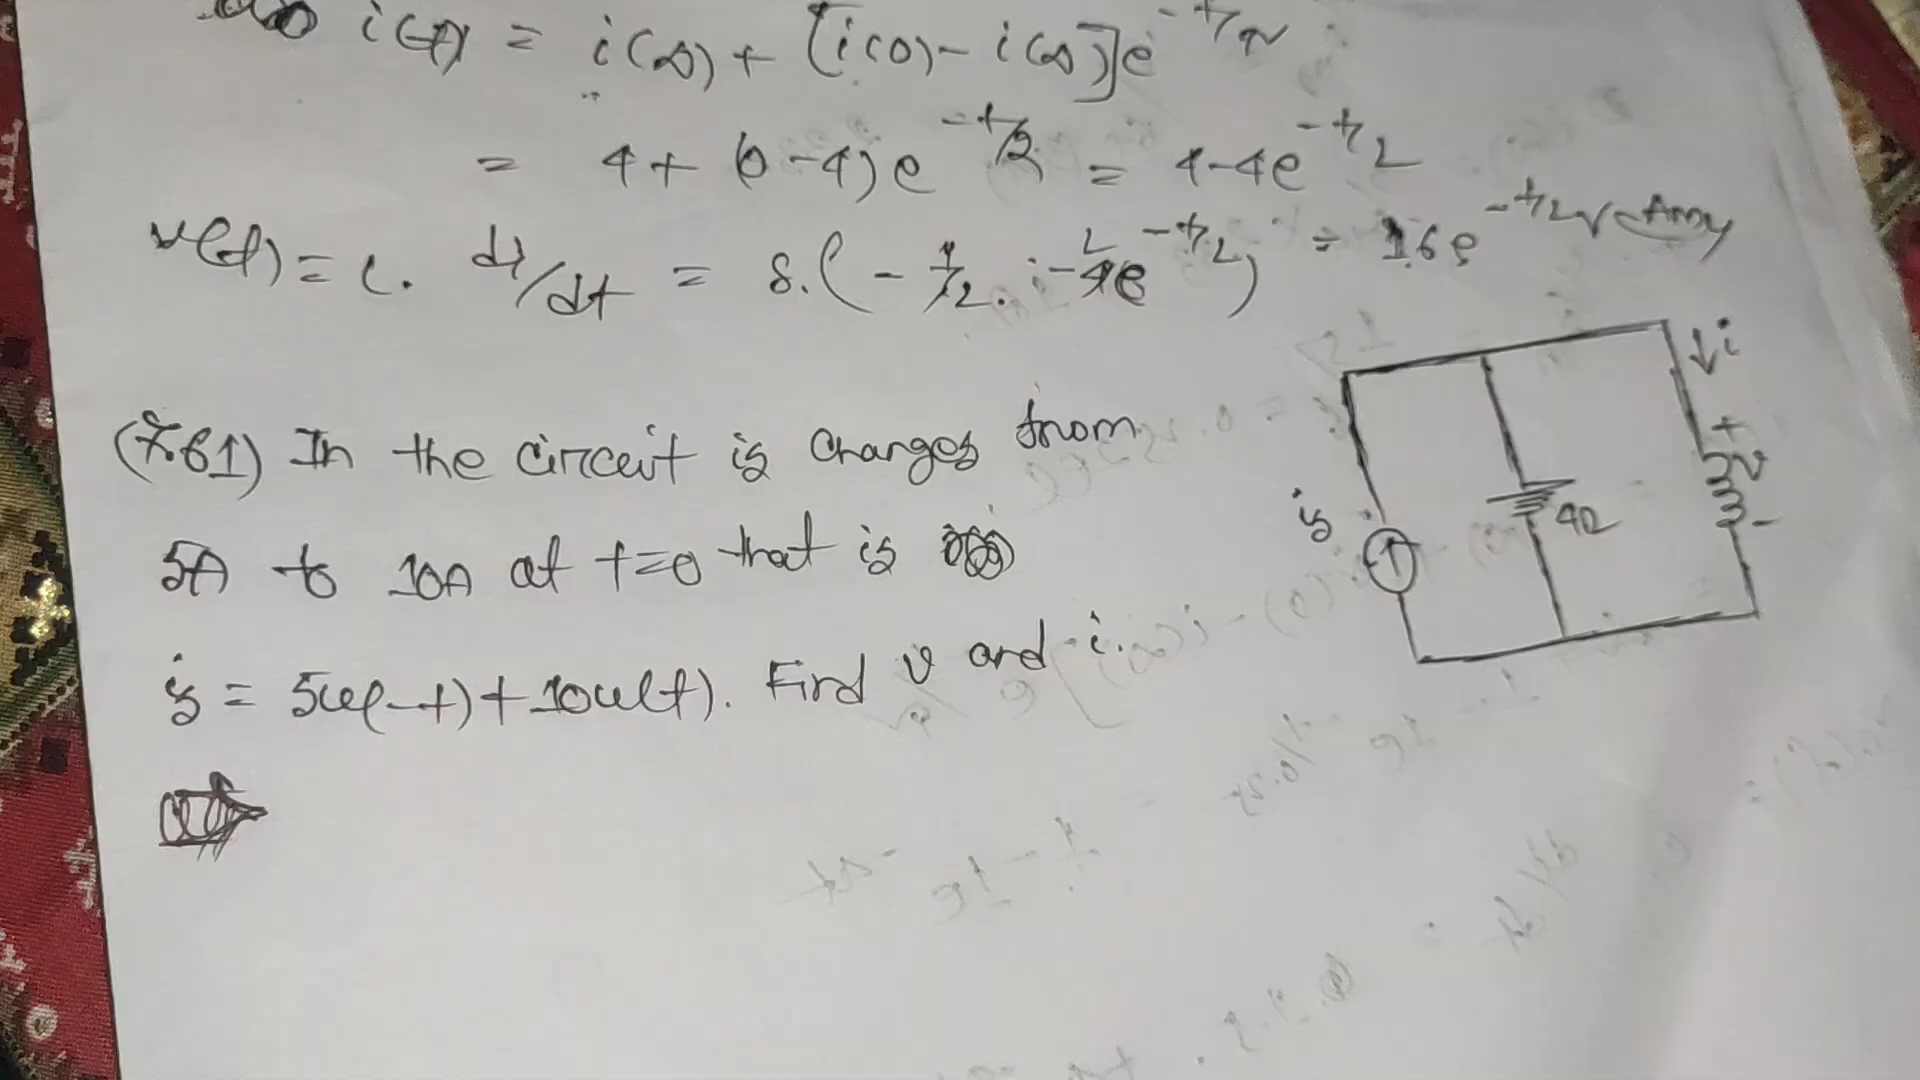 i(t) = i(∞) + [i(0) - i(∞)]e^-t/τ
= 4 + (0-4)e^-t/2 = 4-4e^-t/2
v(t) = L. di/dt = 8.(-1/2. -4e^-t/2) = 16e^-t/2 V (Ans)
(7.61) In the circuit is changes from
5A to 10A at t=0 that is
is = 5u(-t)+10u(t). Find v and i.
↓i
+
v
-
is
4Ω